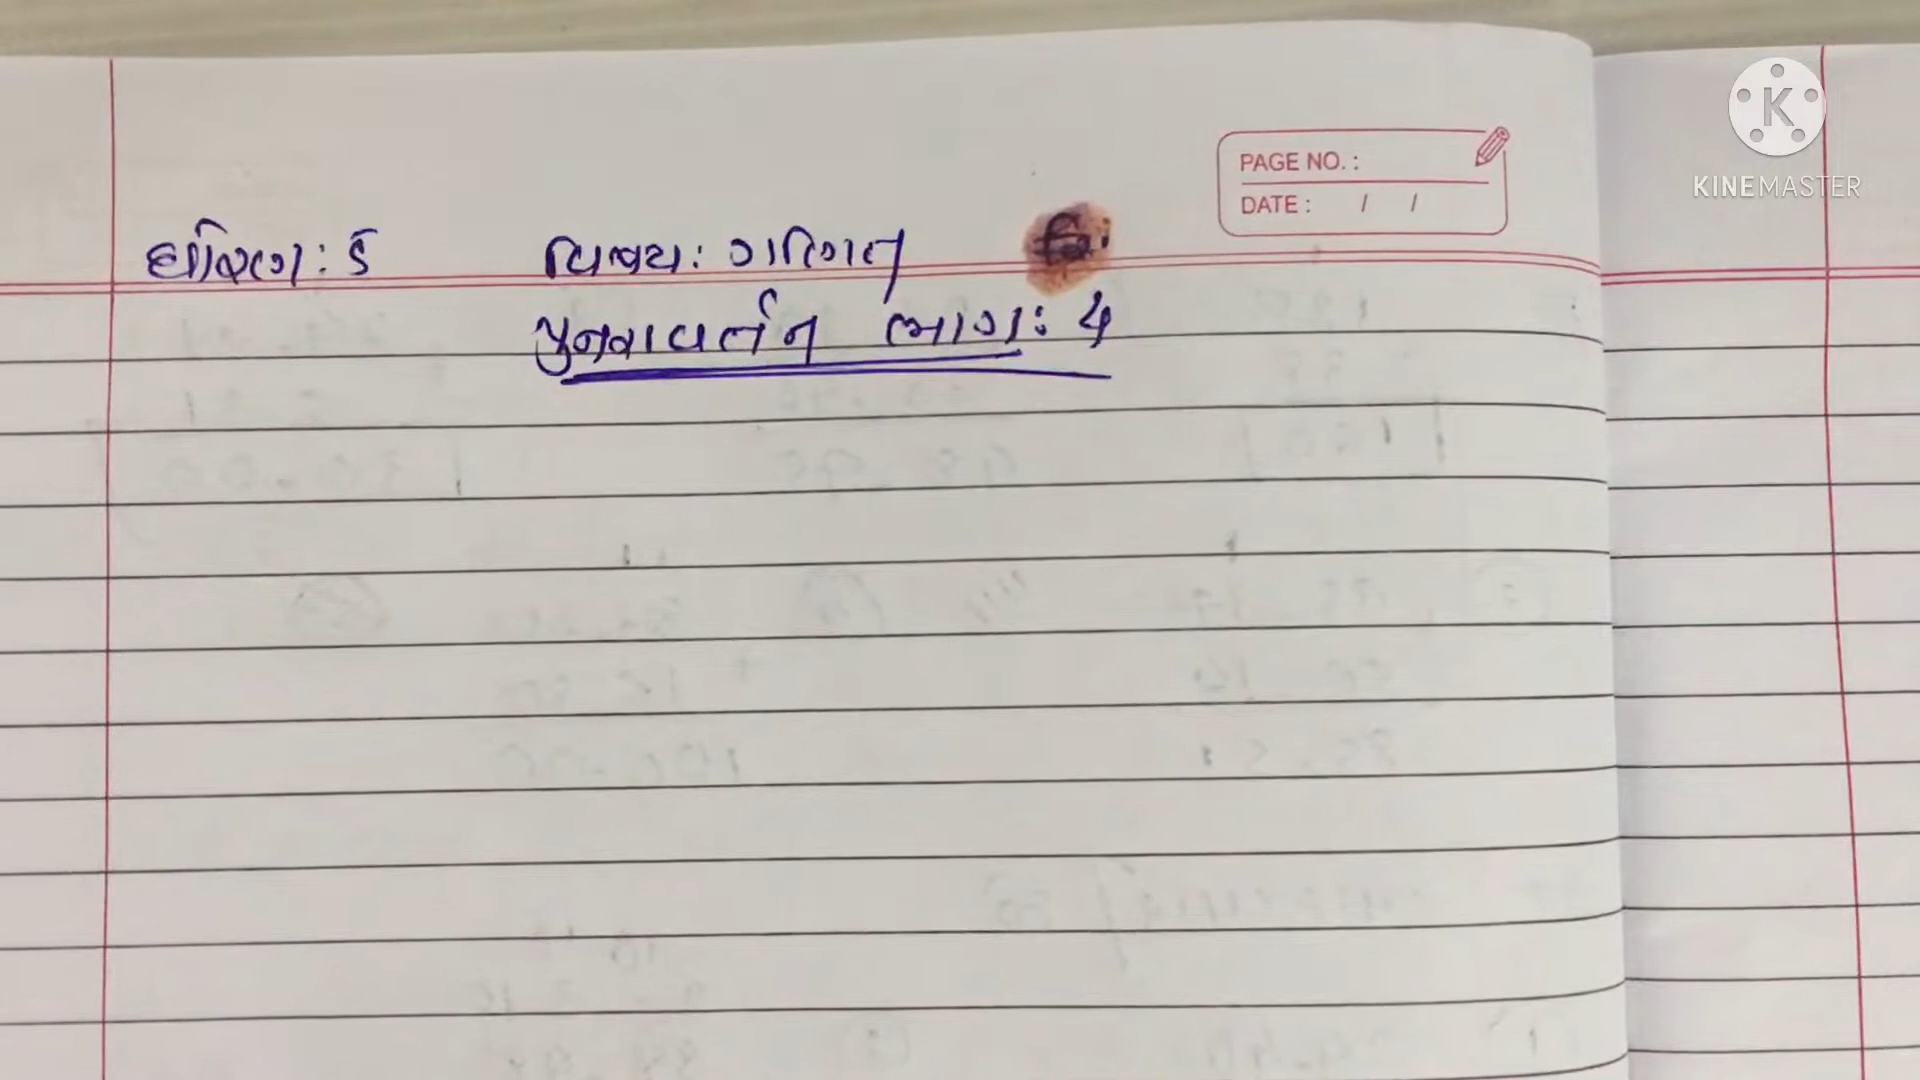 ધોરણ : ૬ વિષય : ગણિત
પુનરાવર્તન ભાગ : ૪
PAGE NO. :
DATE : / /
KINEMASTER